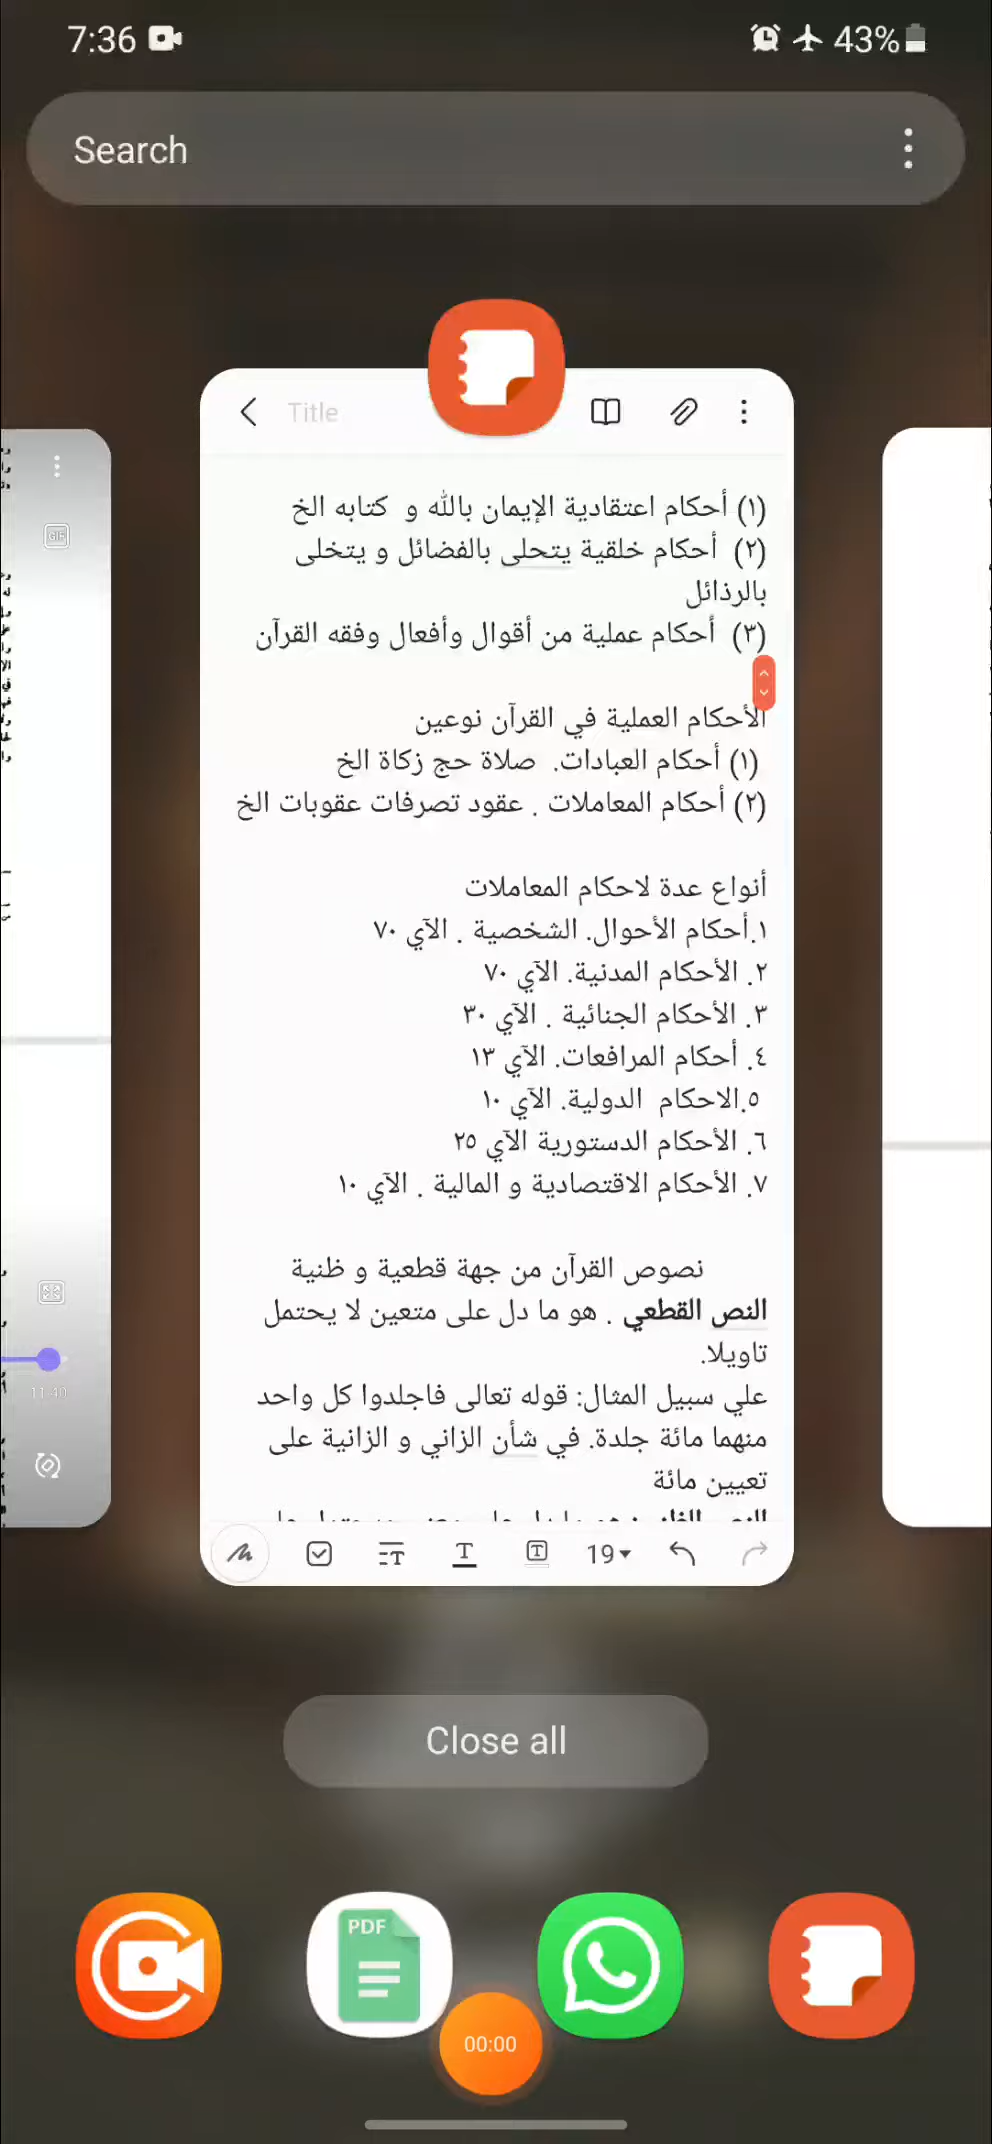 7:36
43%
Search
Title
(١) أحكام اعتقادية الإيمان بالله و كتابه الخ
(٢) أحكام خلقية يتحلى بالفضائل و يتخلى
بالرذائل
(٣) أحكام عملية من أقوال وأفعال وفقه القرآن
الأحكام العملية في القرآن نوعين
(١) أحكام العبادات. صلاة حج زكاة الخ
(٢) أحكام المعاملات . عقود تصرفات عقوبات الخ
أنواع عدة لاحكام المعاملات
١.أحكام الأحوال. الشخصية . الآي ٧٠
٢. الأحكام المدنية. الآي ٧٠
٣. الأحكام الجنائية . الآي ٣٠
٤. أحكام المرافعات. الآي ١٣
٥.الاحكام الدولية. الآي ١٠
٦. الأحكام الدستورية الآي ٢٥
٧. الأحكام الاقتصادية و المالية . الآي ١٠
نصوص القرآن من جهة قطعية و ظنية
النص القطعي . هو ما دل على متعين لا يحتمل
تاويلا.
علي سبيل المثال: قوله تعالى فاجلدوا كل واحد
منهما مائة جلدة. في شأن الزاني و الزانية على
تعيين مائة
GIF
11:40
19
Close all
PDF
00:00